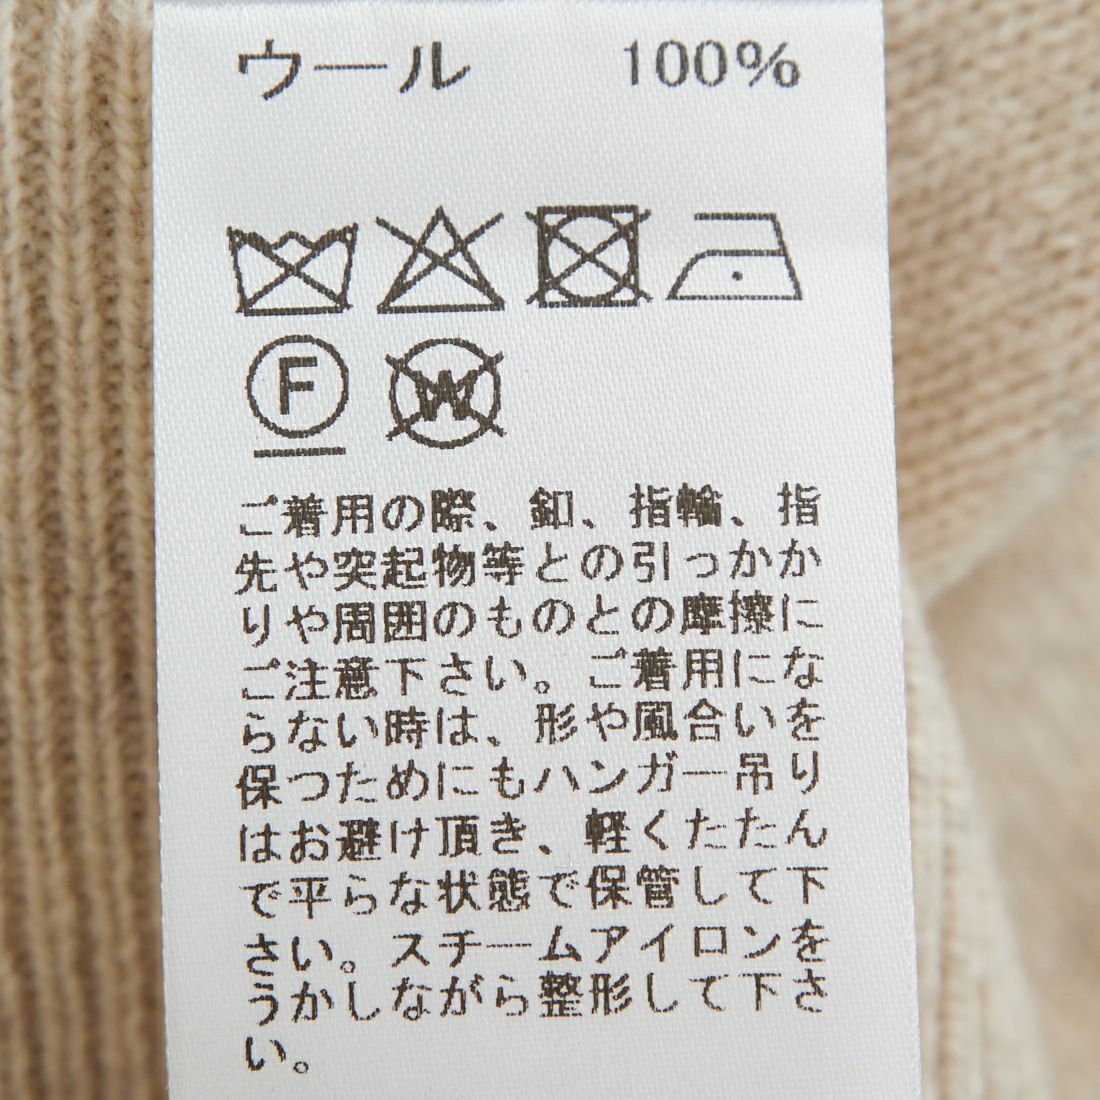 ウール 100%
F W
ご着用の際、釦、指輪、指
先や突起物等との引っかか
りや周囲のものとの摩擦に
ご注意下さい。ご着用にな
らない時は、形や風合いを
保つためにもハンガー吊り
はお避け頂き、軽くたたん
で平らな状態で保管して下
さい。スチームアイロンを
うかしながら整形して下さ
い。